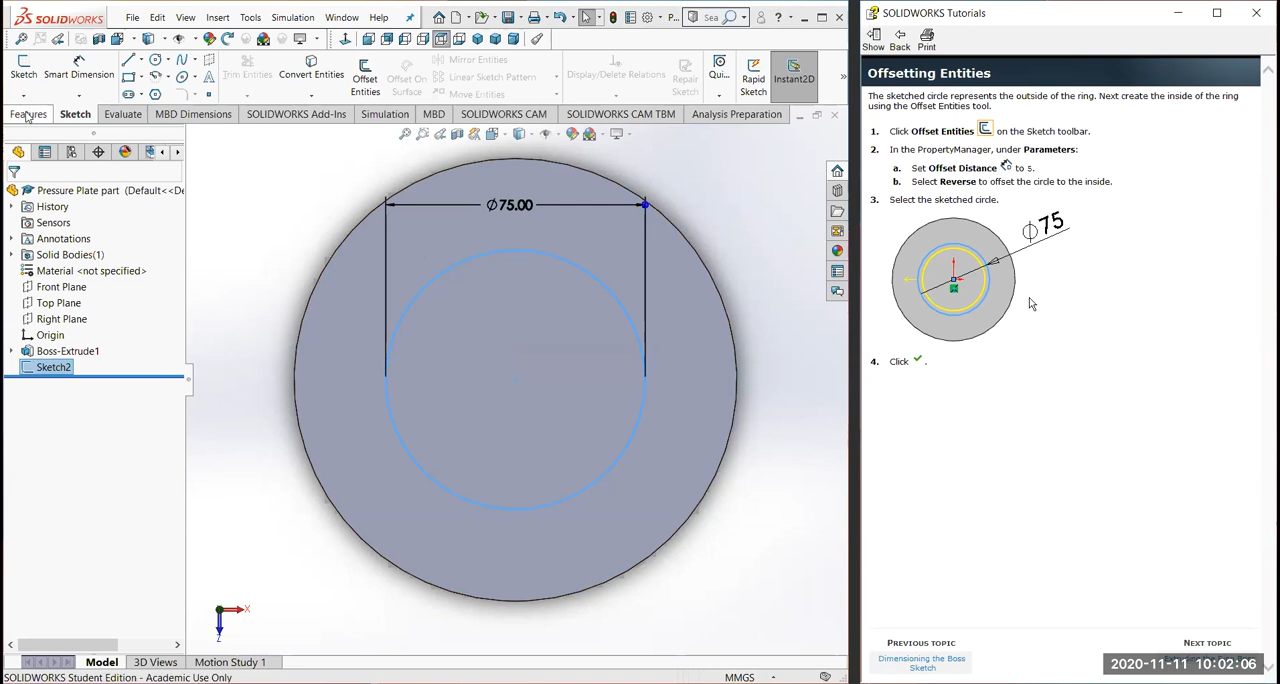 SOLIDWORKS File Edit View Insert Tools Simulation Window Help P... Sea ?
Sketch Smart Dimension Trim Entities Convert Entities Offset Entities Offset On Surface Mirror Entities Linear Sketch Pattern Move Entities Display/Delete Relations Repair Sketch Qui... Rapid Sketch Instant2D
Features Sketch Evaluate MBD Dimensions SOLIDWORKS Add-Ins Simulation MBD SOLIDWORKS CAM SOLIDWORKS CAM TBM Analysis Preparation
Pressure Plate part (Default<<De
History
Sensors
Annotations
Solid Bodies(1)
Material <not specified>
Front Plane
Top Plane
Right Plane
Origin
Boss-Extrude1
Sketch2
Ø75.00
X
Z
Model 3D Views Motion Study 1
SOLIDWORKS Student Edition - Academic Use Only MMGS
SOLIDWORKS Tutorials
Show Back Print
Offsetting Entities
The sketched circle represents the outside of the ring. Next create the inside of the ring
using the Offset Entities tool.
1. Click Offset Entities on the Sketch toolbar.
2. In the PropertyManager, under Parameters:
a. Set Offset Distance to 5.
b. Select Reverse to offset the circle to the inside.
3. Select the sketched circle.
Ø75
4. Click .
PREVIOUS TOPIC NEXT TOPIC
Dimensioning the Boss
Sketch
2020-11-11 10:02:06